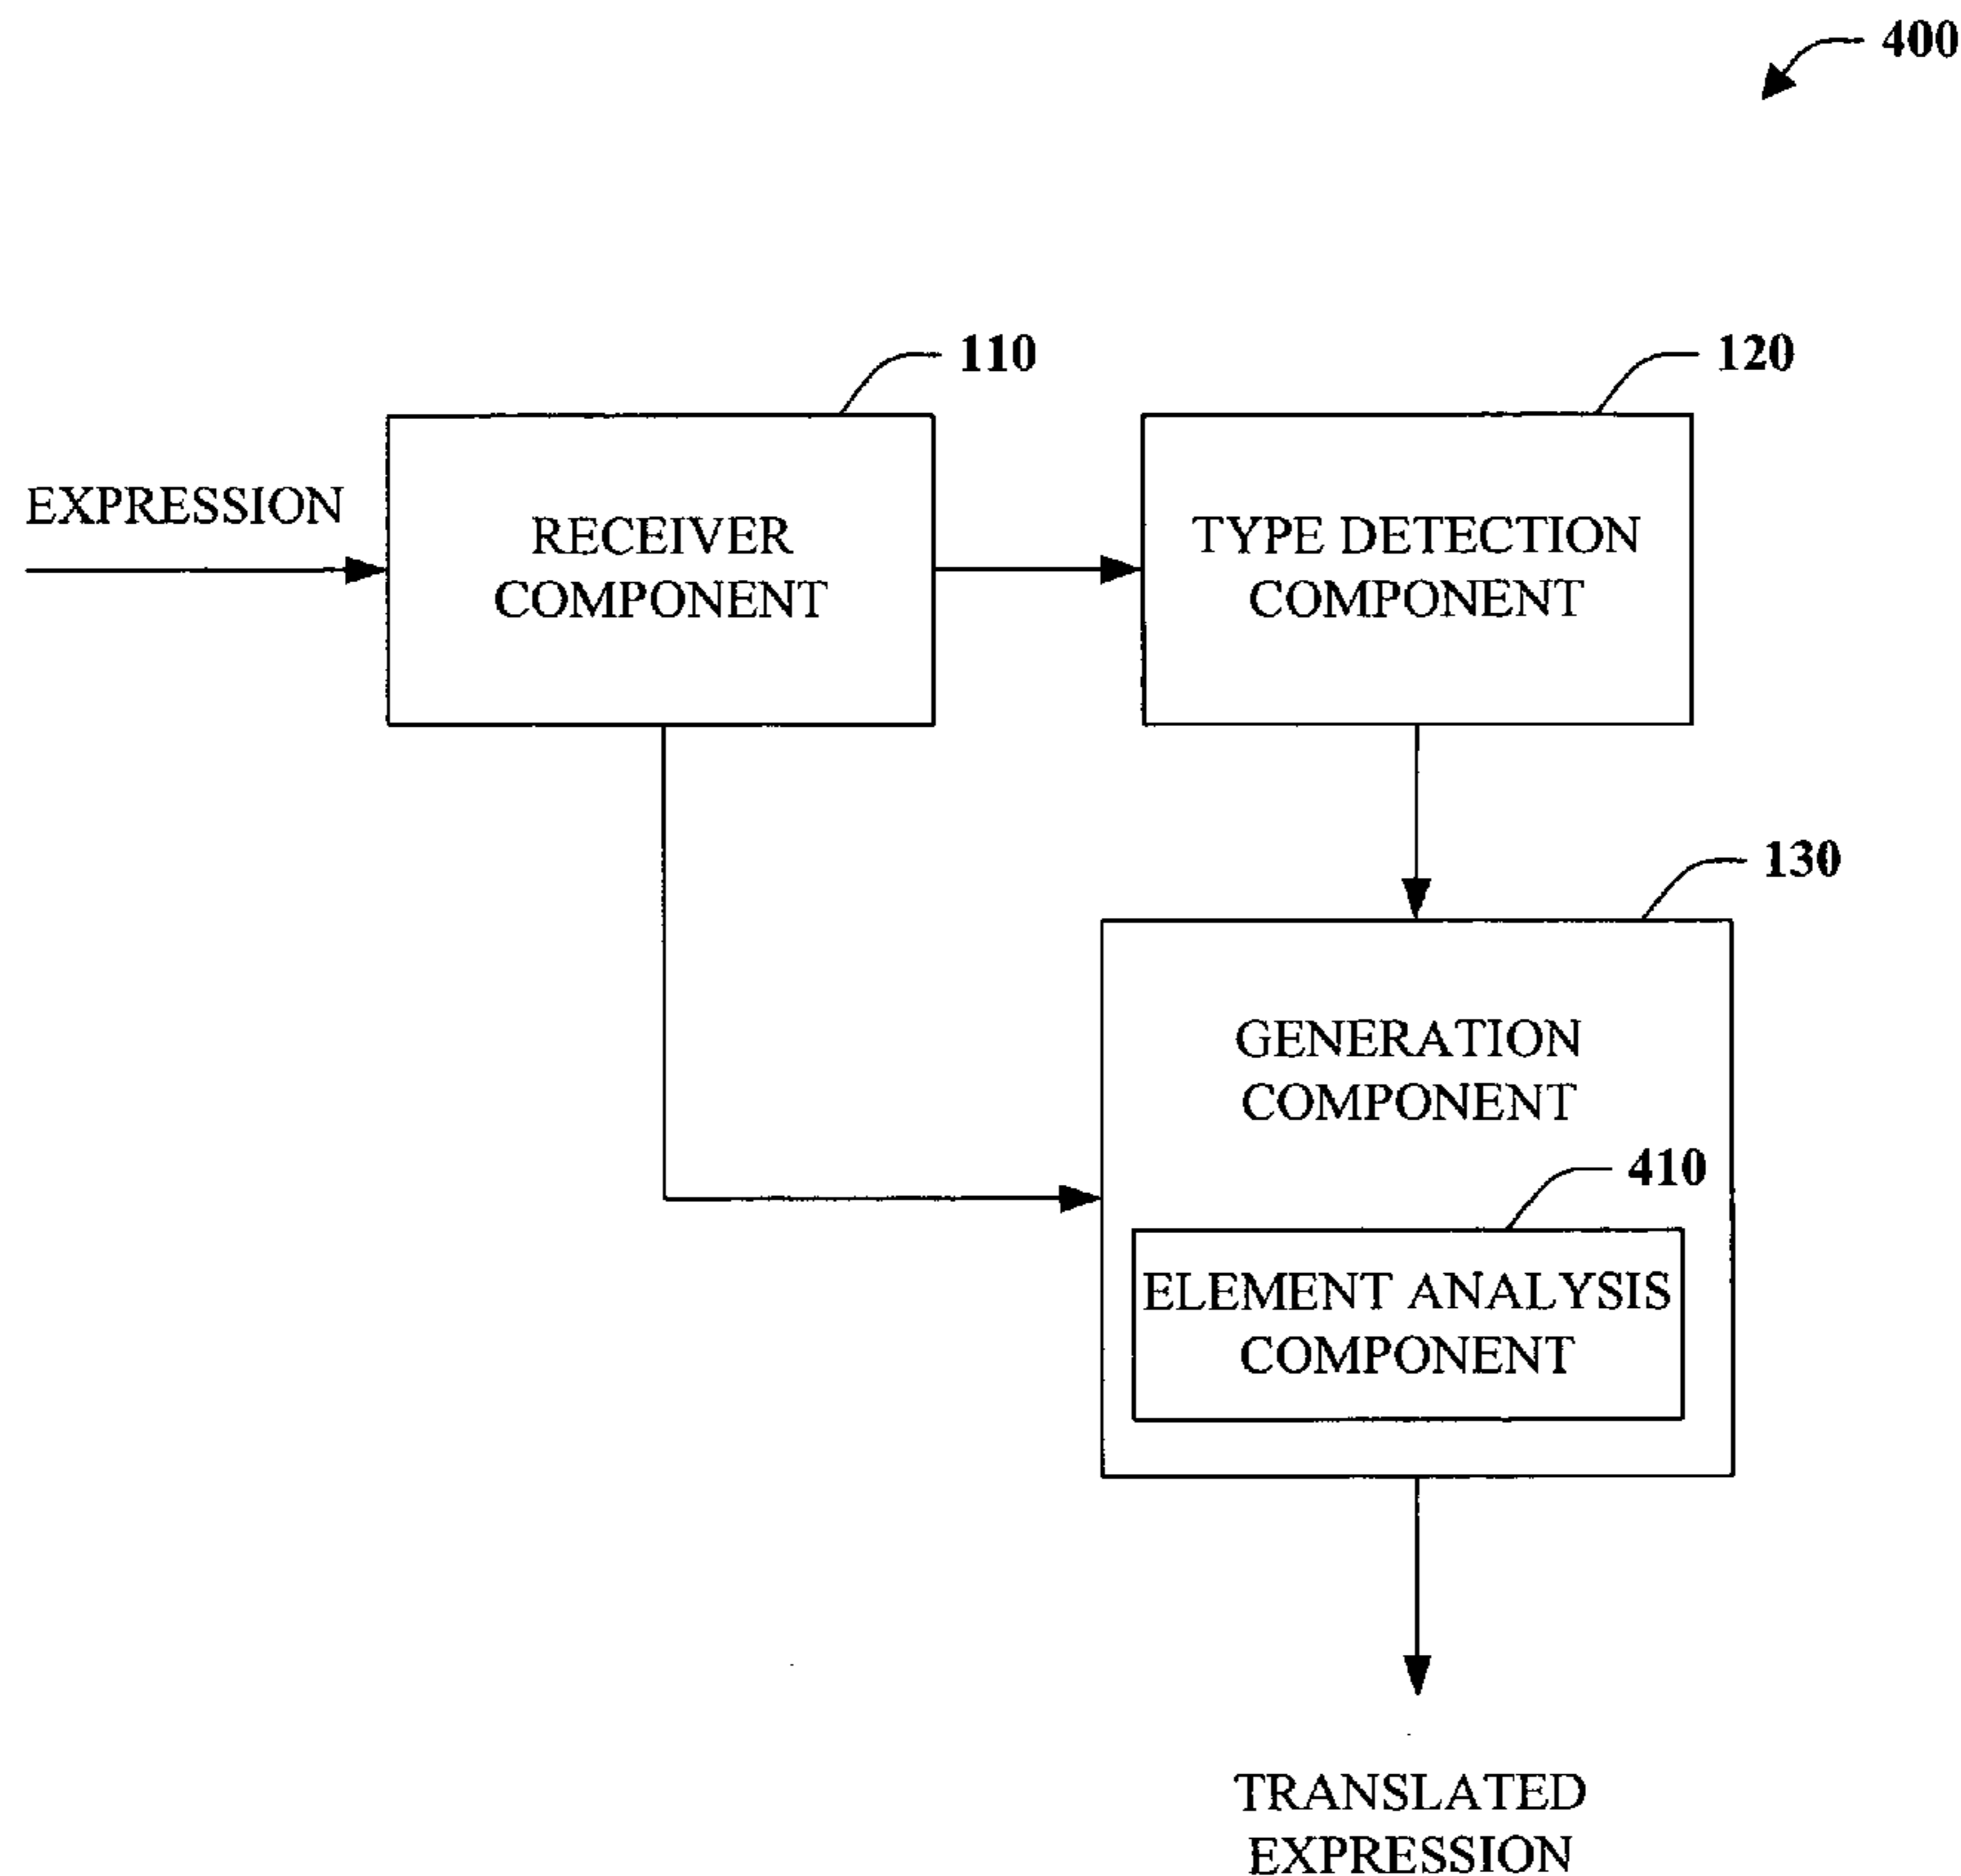 400
110
120
EXPRESSION
RECEIVER
COMPONENT
TYPE DETECTION
COMPONENT
130
GENERATION
COMPONENT
410
ELEMENT ANALYSIS
COMPONENT
TRANSLATED
EXPRESSION